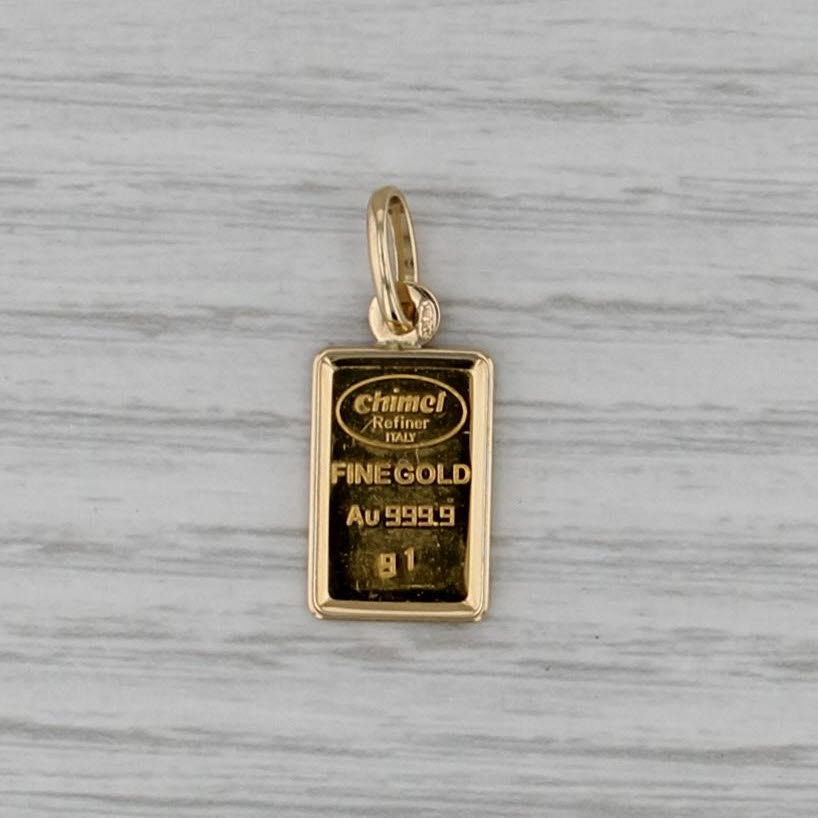 Chimet
Refiner
ITALY
FINE GOLD
Au 999.9
g 1